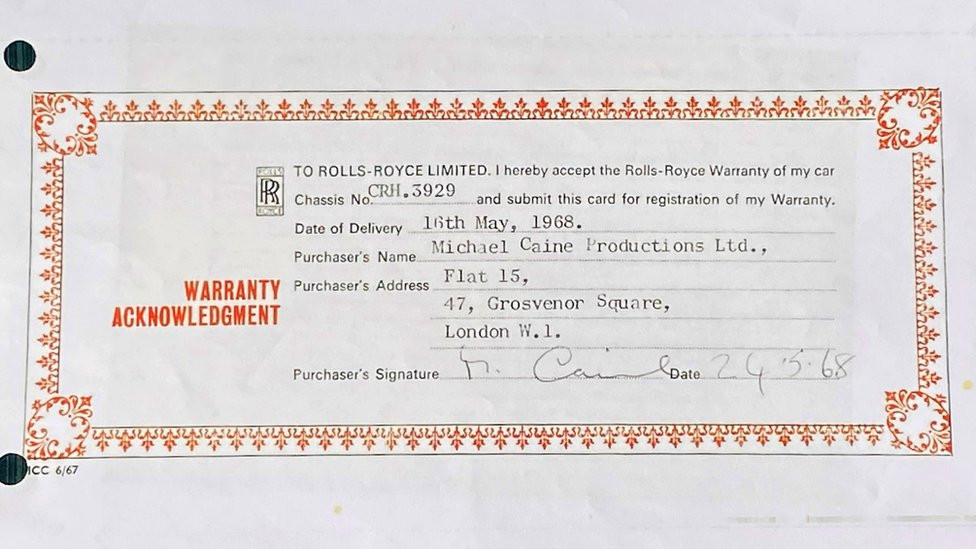 TO ROLLS-ROYCE LIMITED. I hereby accept the Rolls-Royce Warranty of my car
ROLLS RR ROYCE
Chassis No. CRH.3929 and submit this card for registration of my Warranty.
Date of Delivery 16th May, 1968.
Purchaser's Name Michael Caine Productions Ltd.,
Purchaser's Address Flat 15,
47, Grosvenor Square,
London W.1.
WARRANTY
ACKNOWLEDGMENT
Purchaser's Signature M. Caine Date 24.5.68
ICC 6/67